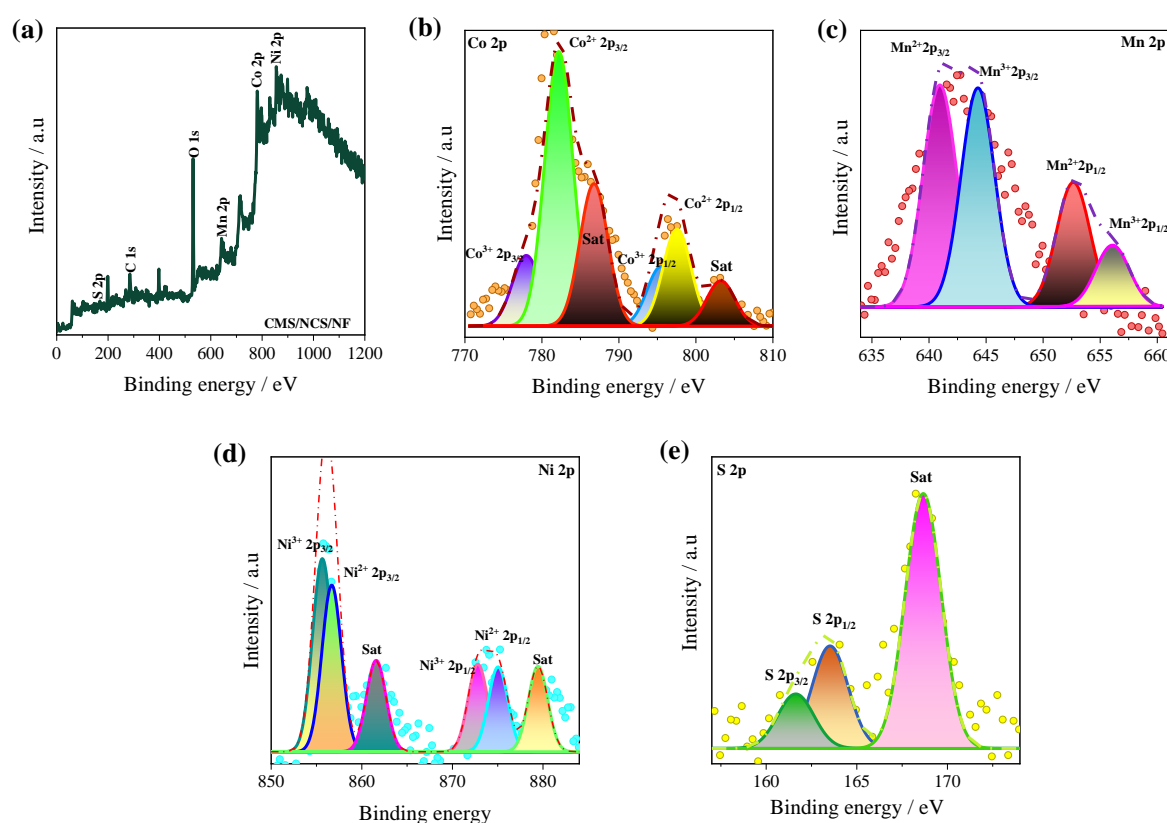 (a)
Intensity / a.u
S 2p
C 1s
O 1s
Mn 2p
Co 2p
Ni 2p
CMS/NCS/NF
0 200 400 600 800 1000 1200
Binding energy / eV
(b)
Intensity / a.u
Co 2p
Co³⁺ 2p₃/₂
Co²⁺ 2p₃/₂
Sat
Co³⁺ 2p₁/₂
Co²⁺ 2p₁/₂
Sat
770 780 790 800 810
Binding energy / eV
(c)
Intensity / a.u
Mn 2p
Mn²⁺2p₃/₂
Mn³⁺2p₃/₂
Mn²⁺2p₁/₂
Mn³⁺2p₁/₂
635 640 645 650 655 660
Binding energy / eV
(d)
Intensity / a.u
Ni 2p
Ni³⁺ 2p₃/₂
Ni²⁺ 2p₃/₂
Sat
Ni³⁺ 2p₁/₂
Ni²⁺ 2p₁/₂
Sat
850 860 870 880
Binding energy
(e)
Intensity / a.u
S 2p
S 2p₃/₂
S 2p₁/₂
Sat
160 165 170
Binding energy / eV